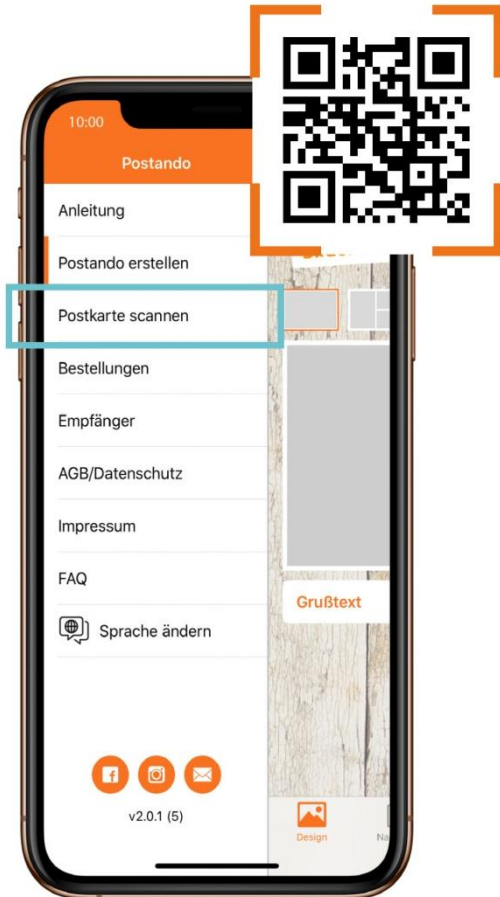 10:00
Postando
Anleitung
Postando erstellen
Postkarte scannen
Bestellungen
Empfänger
AGB/Datenschutz
Impressum
FAQ
Sprache ändern
v2.0.1 (5)
Grußtext
Design